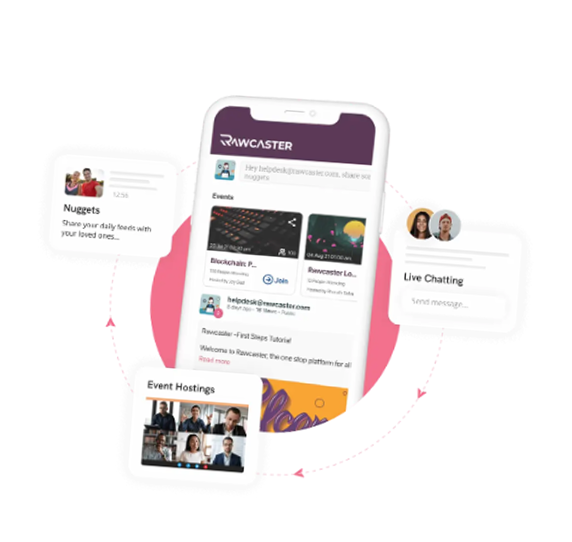 RAWCASTER
Hey helpdesk@rawcaster.com, share so
nuggets
Events
Blockchain: P...
Join
Rawcaster Lo...
helpdesk@rawcaster.com
Rawcaster -First Steps Tutorial
Welcome to Rawcaster, the one stop platform for all
Read more
12:56
Nuggets
Share your daily feeds with
your loved ones...
Live Chatting
Send message...
Event Hostings